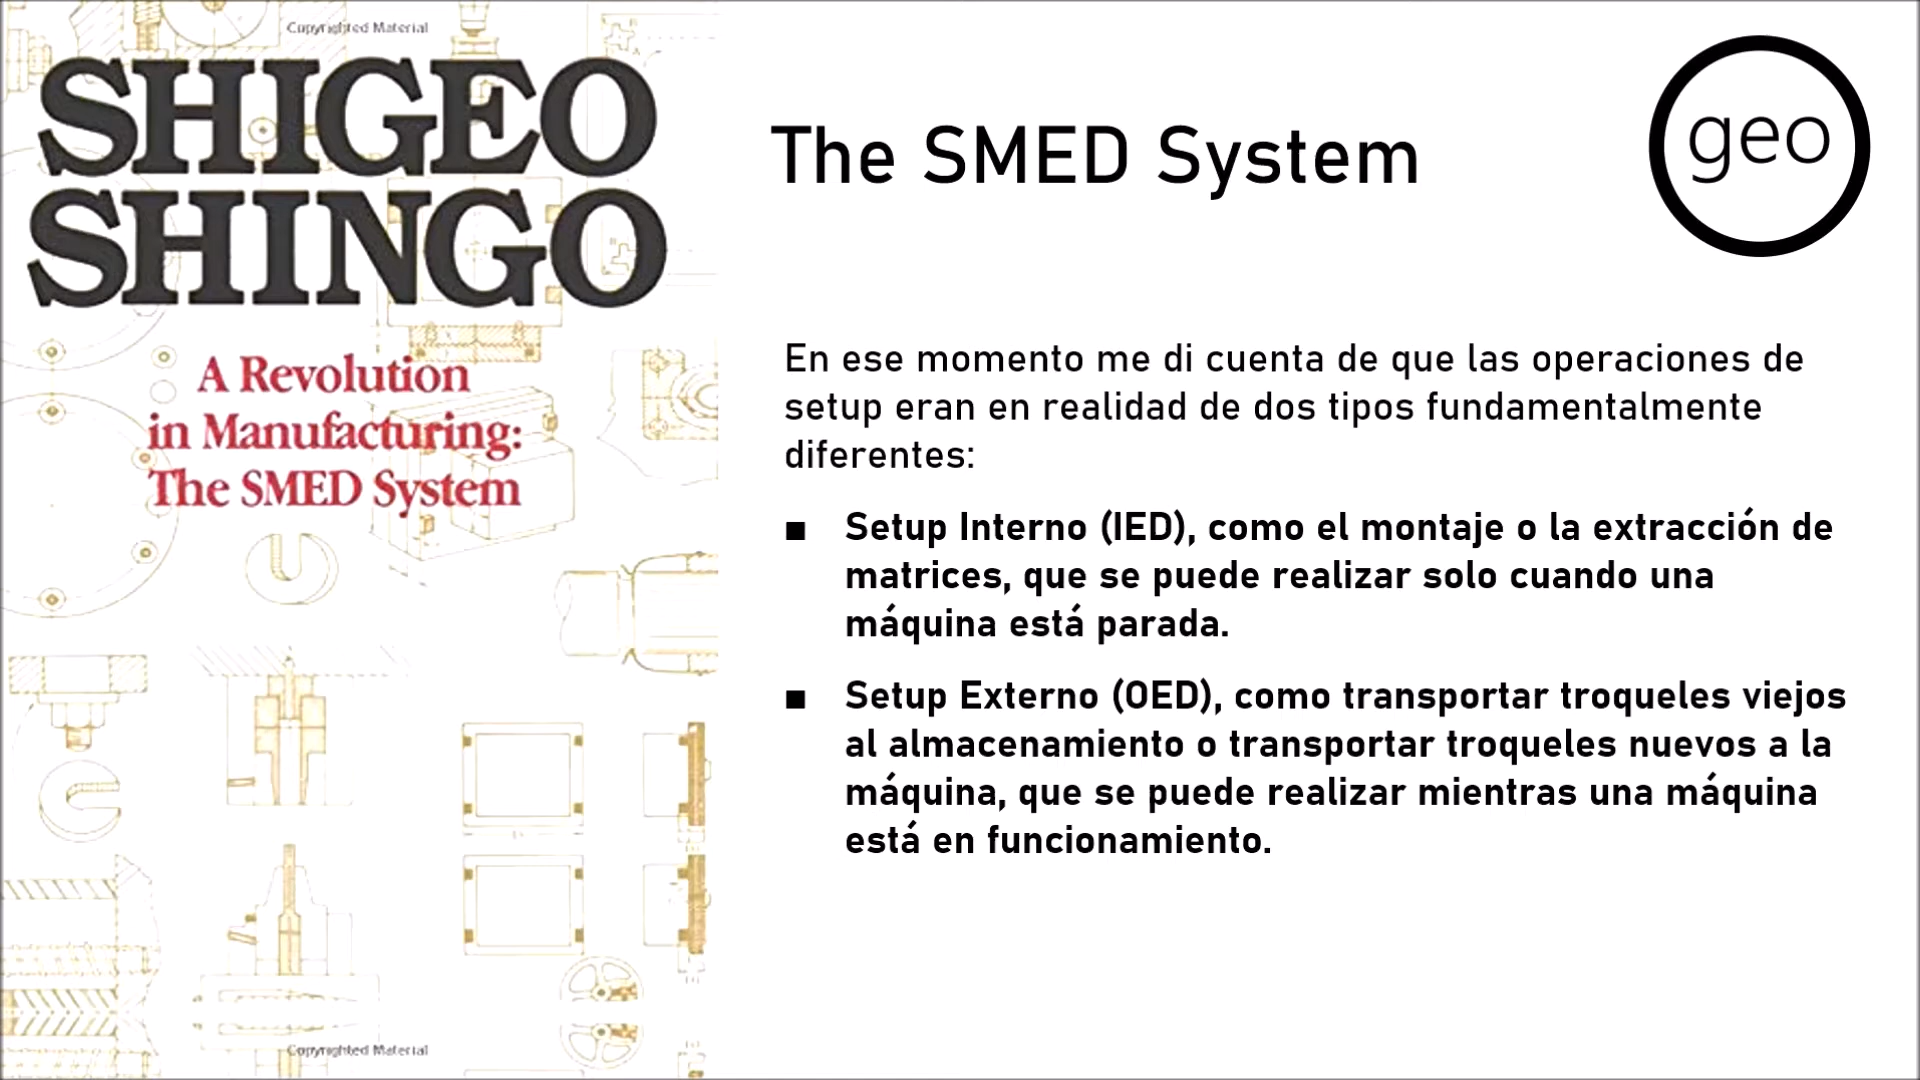 Copyrighted Material
SHIGEO
SHINGO
A Revolution
in Manufacturing:
The SMED System
Copyrighted Material
The SMED System
geo
En ese momento me di cuenta de que las operaciones de
setup eran en realidad de dos tipos fundamentalmente
diferentes:
▪ Setup Interno (IED), como el montaje o la extracción de
matrices, que se puede realizar solo cuando una
máquina está parada.
▪ Setup Externo (OED), como transportar troqueles viejos
al almacenamiento o transportar troqueles nuevos a la
máquina, que se puede realizar mientras una máquina
está en funcionamiento.